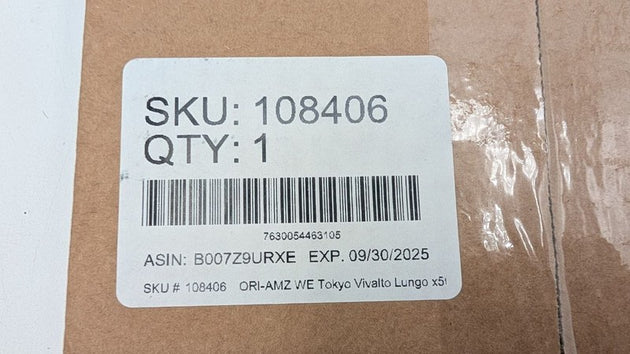 SKU: 108406
QTY: 1
7630054463105
ASIN: B007Z9URXE EXP. 09/30/2025
SKU # 108406 ORI-AMZ WE Tokyo Vivalto Lungo